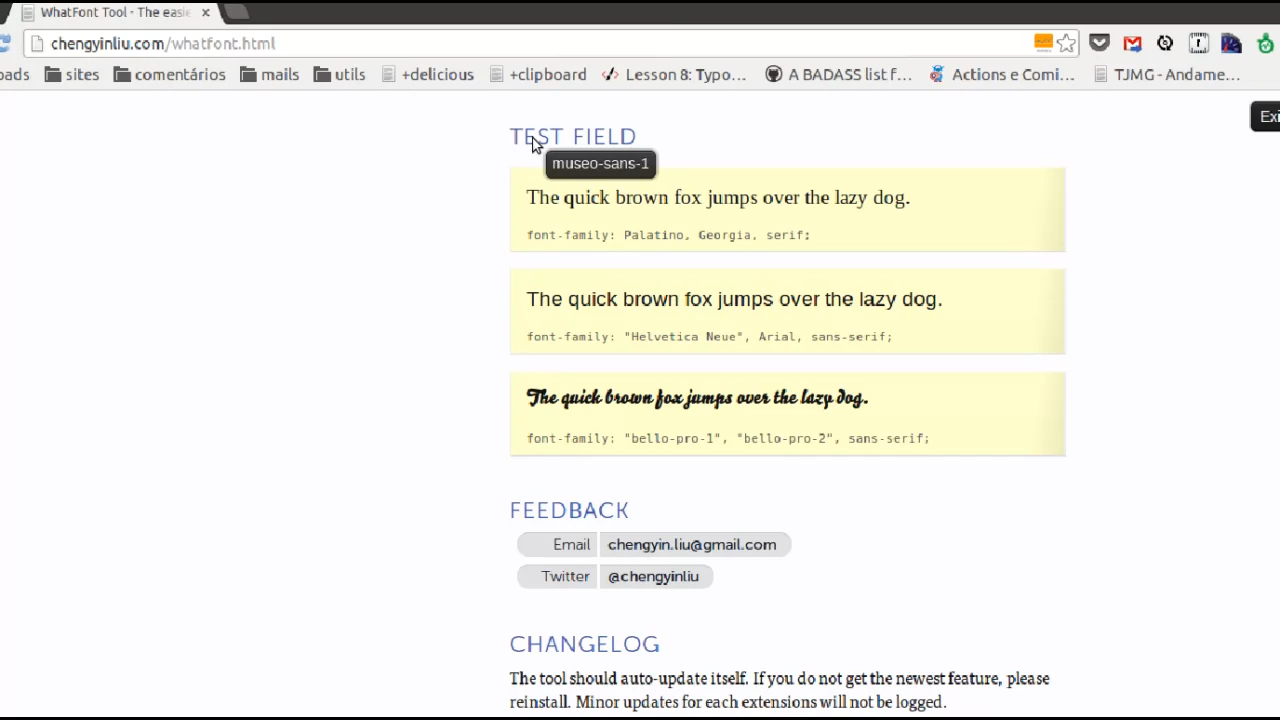 WhatFont Tool - The easie
chengyinliu.com/whatfont.html
oads sites comentários mails utils +delicious +clipboard Lesson 8: Typo... A BADASS list f... Actions e Comi... TJMG - Andame...
Exi
TEST FIELD
museo-sans-1
The quick brown fox jumps over the lazy dog.
font-family: Palatino, Georgia, serif;
The quick brown fox jumps over the lazy dog.
font-family: "Helvetica Neue", Arial, sans-serif;
The quick brown fox jumps over the lazy dog.
font-family: "bello-pro-1", "bello-pro-2", sans-serif;
FEEDBACK
Email chengyin.liu@gmail.com
Twitter @chengyinliu
CHANGELOG
The tool should auto-update itself. If you do not get the newest feature, please
reinstall. Minor updates for each extensions will not be logged.